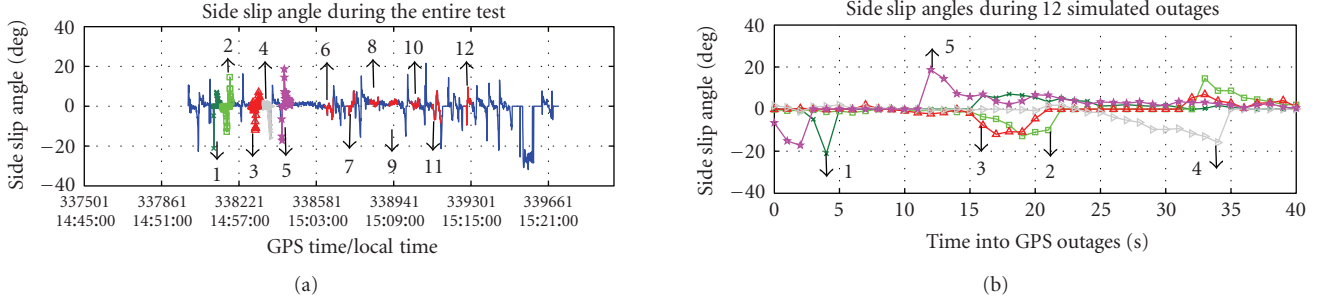 Side slip angle during the entire test
Side slip angle (deg)
40
20
0
−20
−40
2
4
6
8
10
12
1
3
5
7
9
11
337501 337861 338221 338581 338941 339301 339661
14:45:00 14:51:00 14:57:00 15:03:00 15:09:00 15:15:00 15:21:00
GPS time/local time
(a)
Side slip angles during 12 simulated outages
Side slip angle (deg)
40
20
0
−20
−40
5
1
3
2
4
0 5 10 15 20 25 30 35 40
Time into GPS outages (s)
(b)